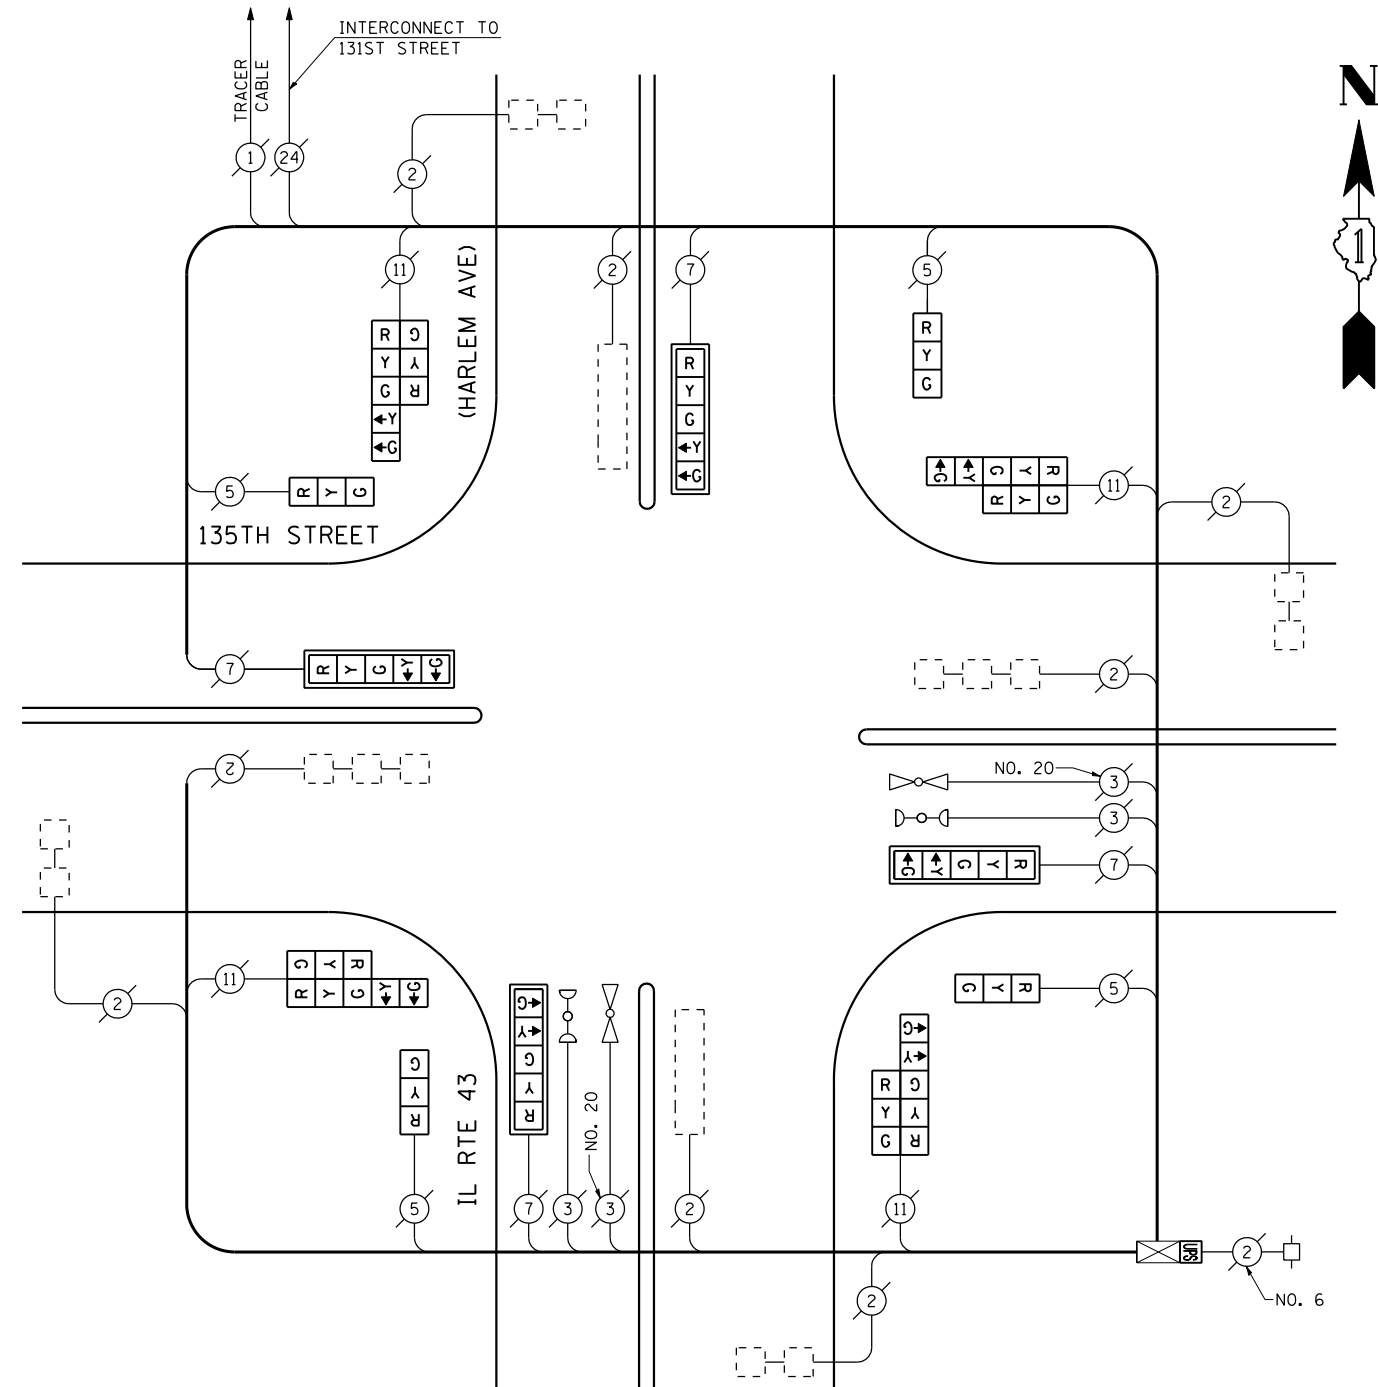 INTERCONNECT TO
131ST STREET
TRACER
CABLE
N
1
1
24
2
11
2
7
5
(HARLEM AVE)
R G
Y Y
G R
Y
G
R
Y
G
Y
G
R
Y
G
5
R Y G
135TH STREET
G Y G Y R
R Y G
11
2
7
R Y G Y G
2
2
NO. 20
3
3
G Y G Y R
7
2
11
G Y R
R Y G Y G
G Y R
5
G
Y
R
IL RTE 43
G
Y
G
Y
R
NO. 20
G
Y
R G
Y Y
G R
5
7
3
3
2
11
UPS
2
NO. 6
2